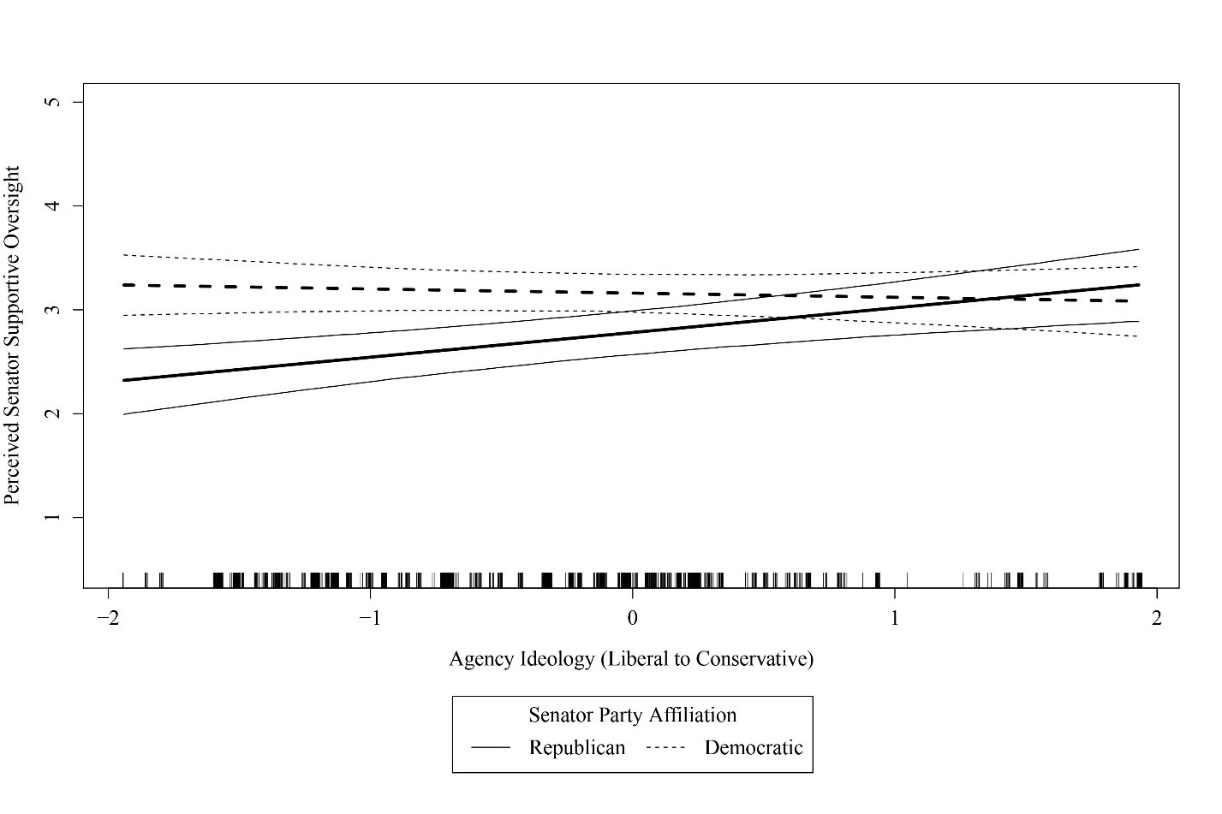 5
4
3
2
1
Perceived Senator Supportive Oversight
−2 −1 0 1 2
Agency Ideology (Liberal to Conservative)
Senator Party Affiliation
Republican Democratic